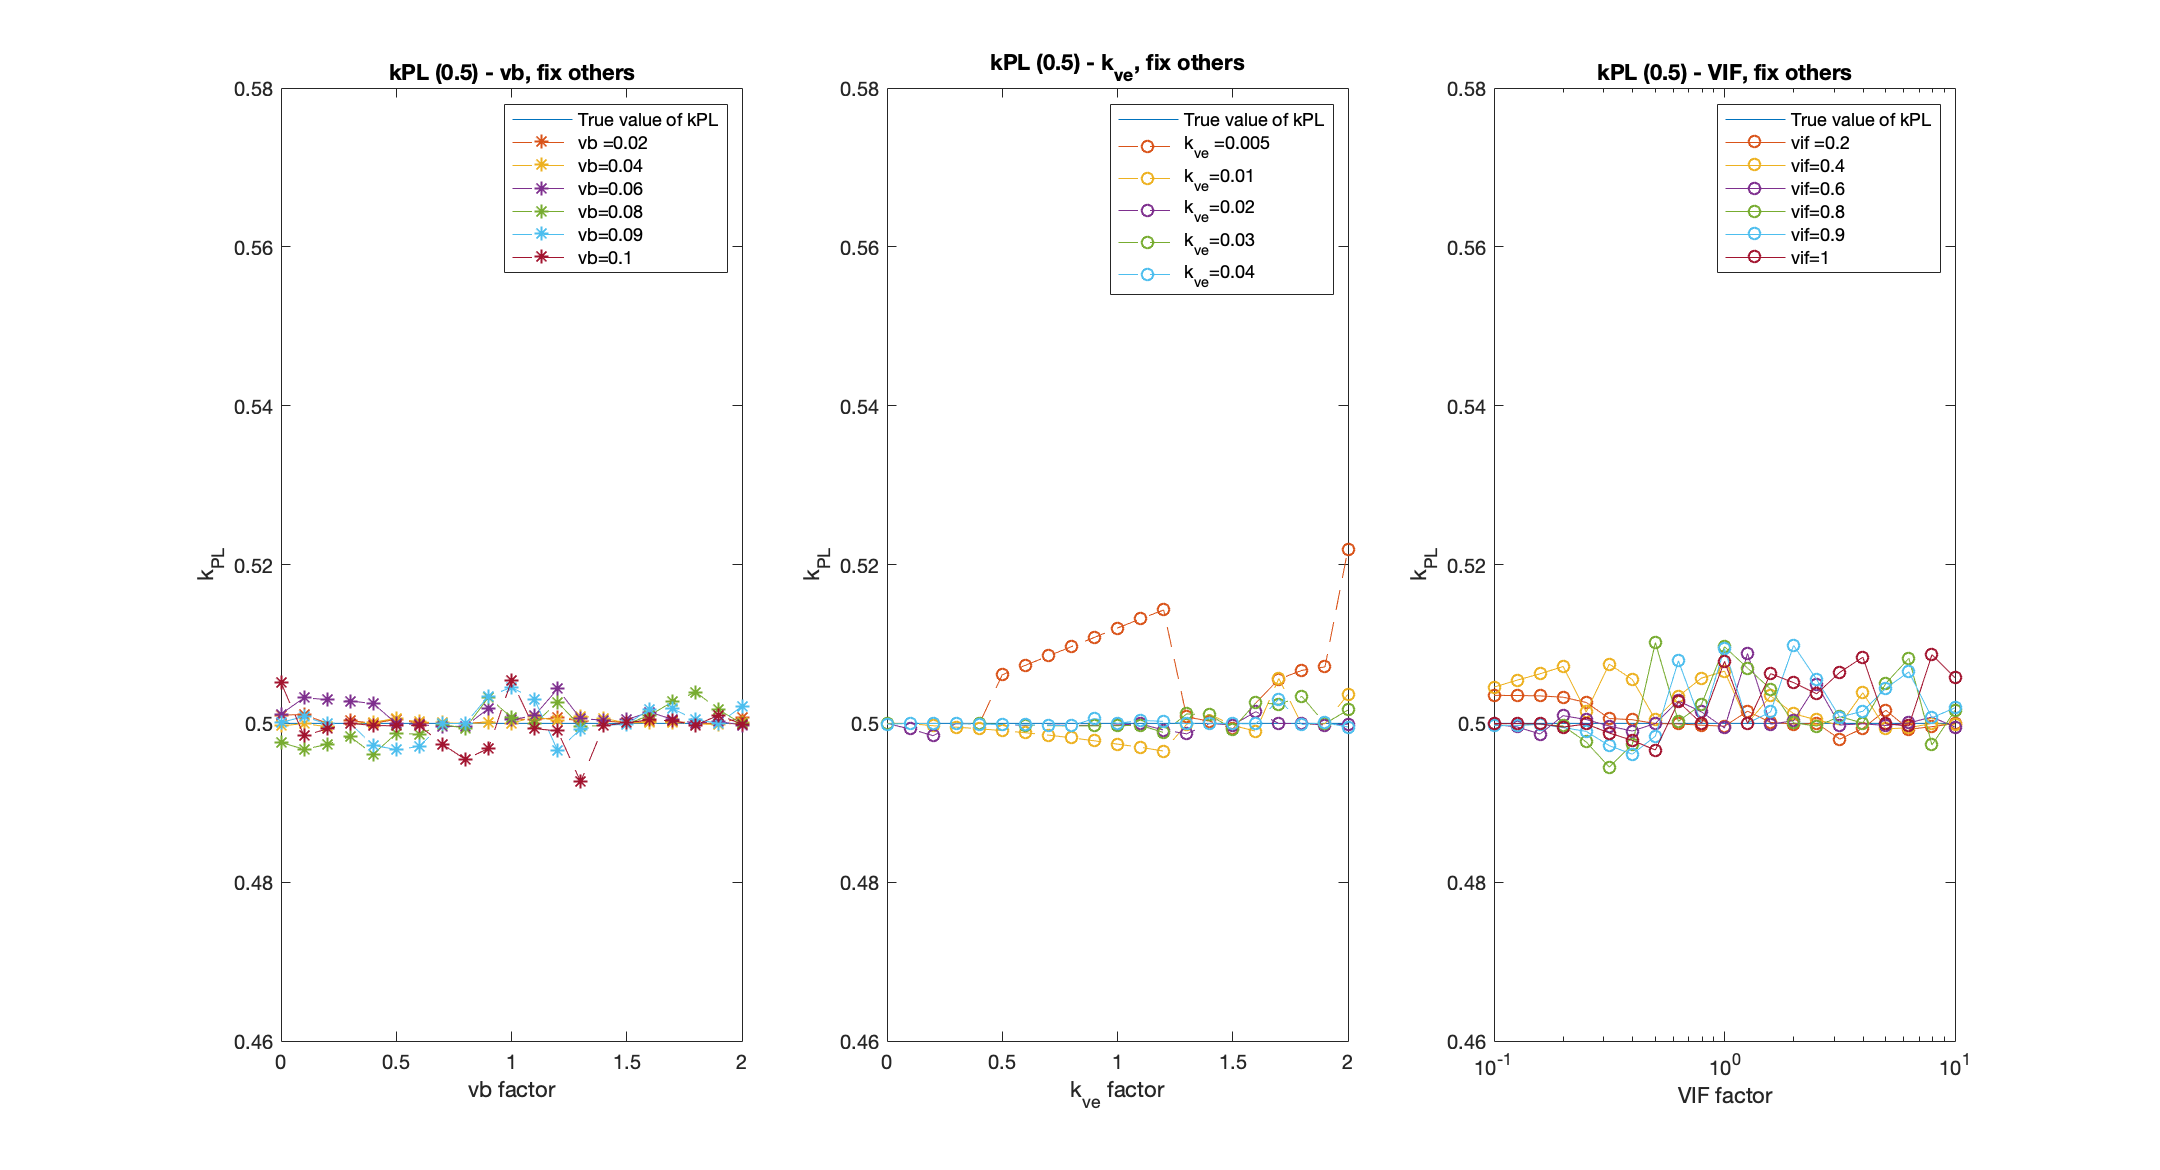 kPL (0.5) - vb, fix others
0.58
0.56
0.54
0.52
0.5
0.48
0.46
kPL
0 0.5 1 1.5 2
vb factor
True value of kPL
vb =0.02
vb=0.04
vb=0.06
vb=0.08
vb=0.09
vb=0.1
kPL (0.5) - kve, fix others
0.58
0.56
0.54
0.52
0.5
0.48
0.46
kPL
0 0.5 1 1.5 2
kve factor
True value of kPL
kve =0.005
kve=0.01
kve=0.02
kve=0.03
kve=0.04
kPL (0.5) - VIF, fix others
0.58
0.56
0.54
0.52
0.5
0.48
0.46
kPL
10-1 100 101
VIF factor
True value of kPL
vif =0.2
vif=0.4
vif=0.6
vif=0.8
vif=0.9
vif=1